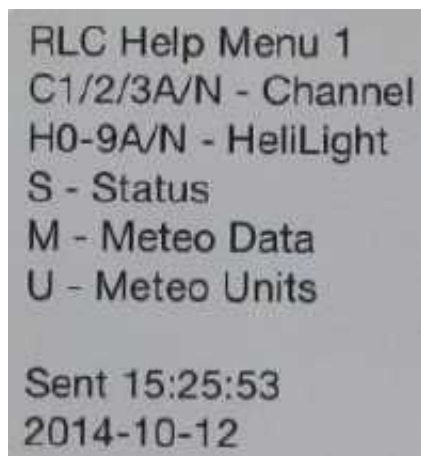 RLC Help Menu 1
C1/2/3A/N - Channel
H0-9A/N - HeliLight
S - Status
M - Meteo Data
U - Meteo Units
Sent 15:25:53
2014-10-12